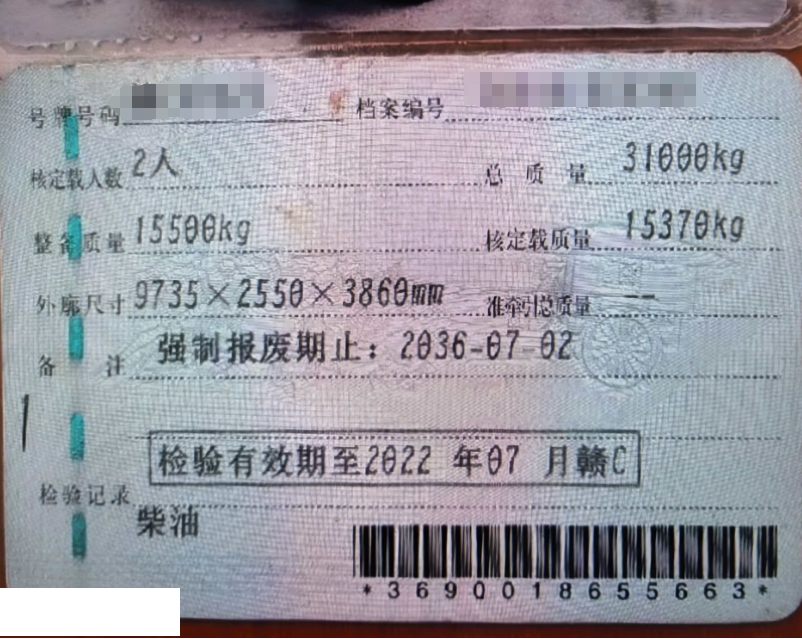 号牌号码 档案编号
核定载人数 2人 总质量 31000kg
整备质量 15500kg 核定载质量 15370kg
外廓尺寸 9735×2550×3860mm 准牵引总质量 --
备注 强制报废期止：2036-07-02
检验有效期至2022 年07 月赣C
检验记录
柴油
*3690018655663*